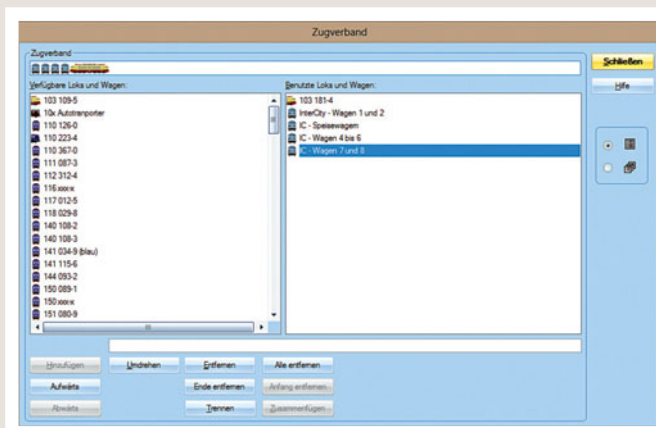 Zugverband
Zugverband
Verfügbare Loks und Wagen:
103 109-5
10x Autotranporter
110 126-0
110 223-4
110 367-0
111 087-3
112 312-4
116 xxx-x
117 012-5
118 029-8
140 108-2
140 108-3
141 034-9 (blau)
141 115-6
144 093-2
150 089-1
150 xxx-x
151 080-9
Benutzte Loks und Wagen:
103 181-4
InterCity - Wagen 1 und 2
IC - Speisewagem
IC - Wagen 4 bis 6
IC - Wagen 7 und 8
Schließen
Hilfe
Hinzufügen
Umdrehen
Entfernen
Alle entfernen
Aufwärts
Ende entfernen
Anfang entfernen
Abwärts
Trennen
Zusammenfügen